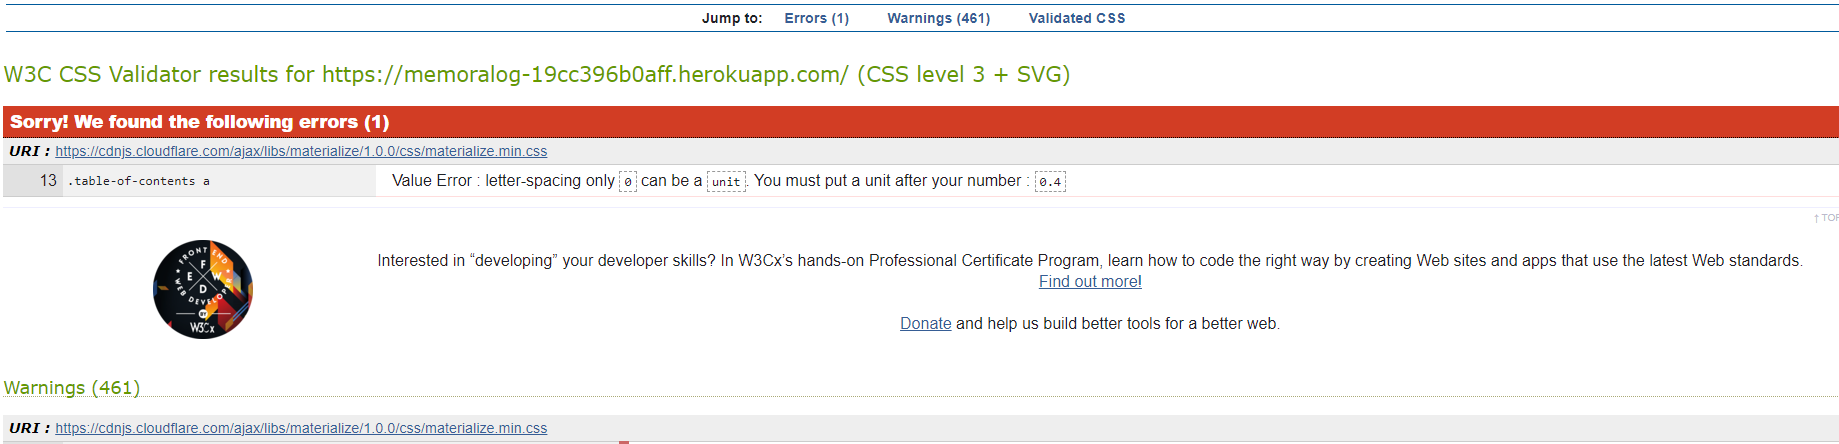 Jump to: Errors (1) Warnings (461) Validated CSS
W3C CSS Validator results for https://memoralog-19cc396b0aff.herokuapp.com/ (CSS level 3 + SVG)
Sorry! We found the following errors (1)
URI : https://cdnjs.cloudflare.com/ajax/libs/materialize/1.0.0/css/materialize.min.css
13 .table-of-contents a Value Error : letter-spacing only 0 can be a unit. You must put a unit after your number : 0.4
↑ TOP
FRONT END
WEB DEVELOPER
F
E W
D
BY
W3Cx
Interested in “developing” your developer skills? In W3Cx’s hands-on Professional Certificate Program, learn how to code the right way by creating Web sites and apps that use the latest Web standards.
Find out more!
Donate and help us build better tools for a better web.
Warnings (461)
URI : https://cdnjs.cloudflare.com/ajax/libs/materialize/1.0.0/css/materialize.min.css